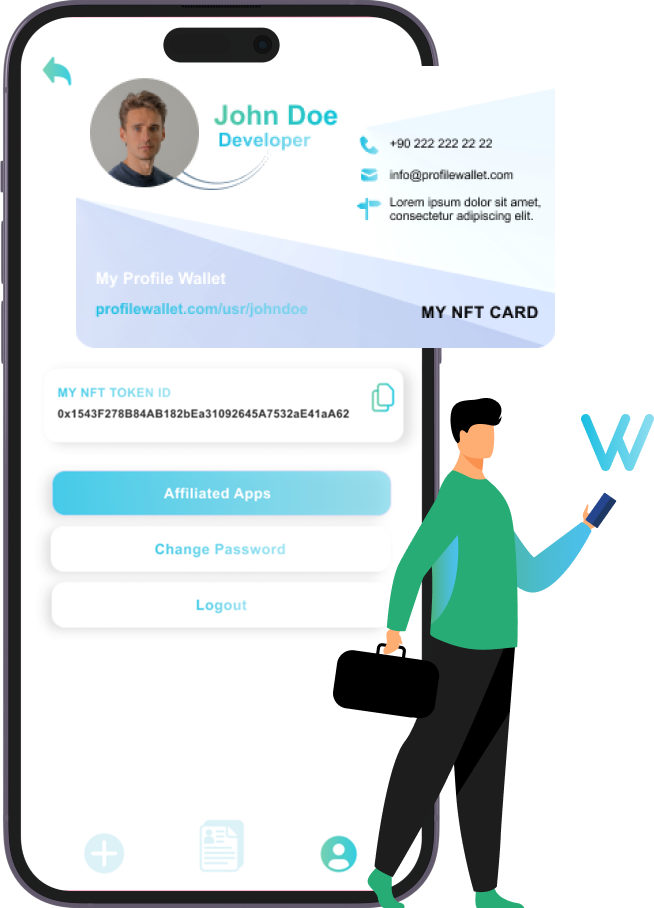 John Doe
Developer
+90 222 222 22 22
info@profilewallet.com
Lorem ipsum dolor sit amet,
consectetur adipiscing elit.
My Profile Wallet
profilewallet.com/usr/johndoe
MY NFT CARD
MY NFT TOKEN ID
0x1543F278B84AB182bEa31092645A7532aE41aA62
Affiliated Apps
Change Password
Logout
W